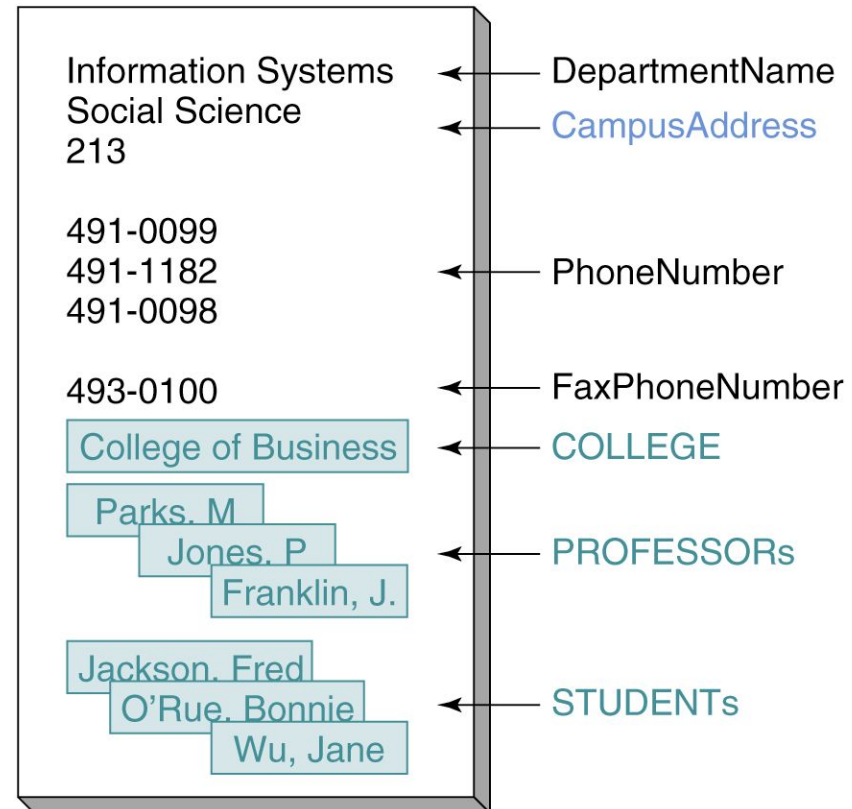 Information Systems
Social Science
213
491-0099
491-1182
491-0098
493-0100
College of Business
Parks, M
Jones, P
Franklin, J.
Jackson, Fred
O'Rue, Bonnie
Wu, Jane
DepartmentName
CampusAddress
PhoneNumber
FaxPhoneNumber
COLLEGE
PROFESSORs
STUDENTs